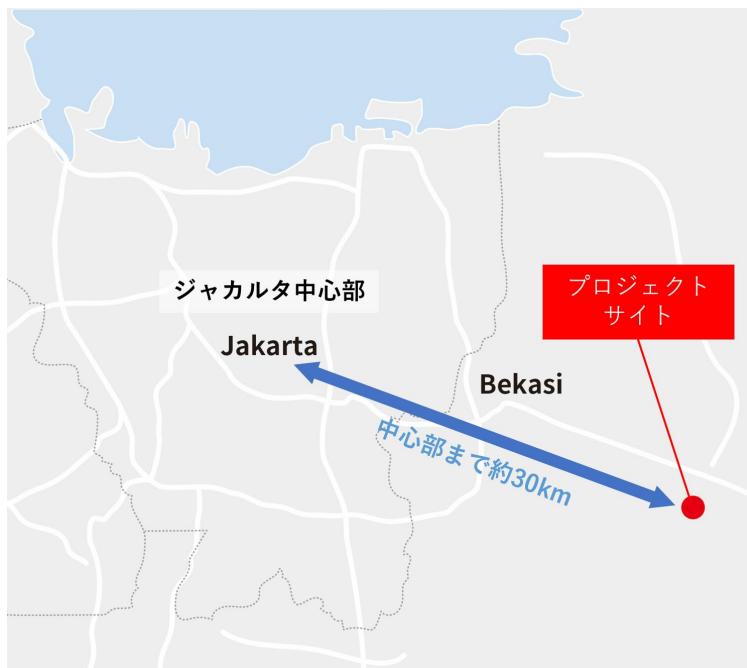 ジャカルタ中心部
プロジェクト
サイト
Jakarta
Bekasi
中心部まで約30km